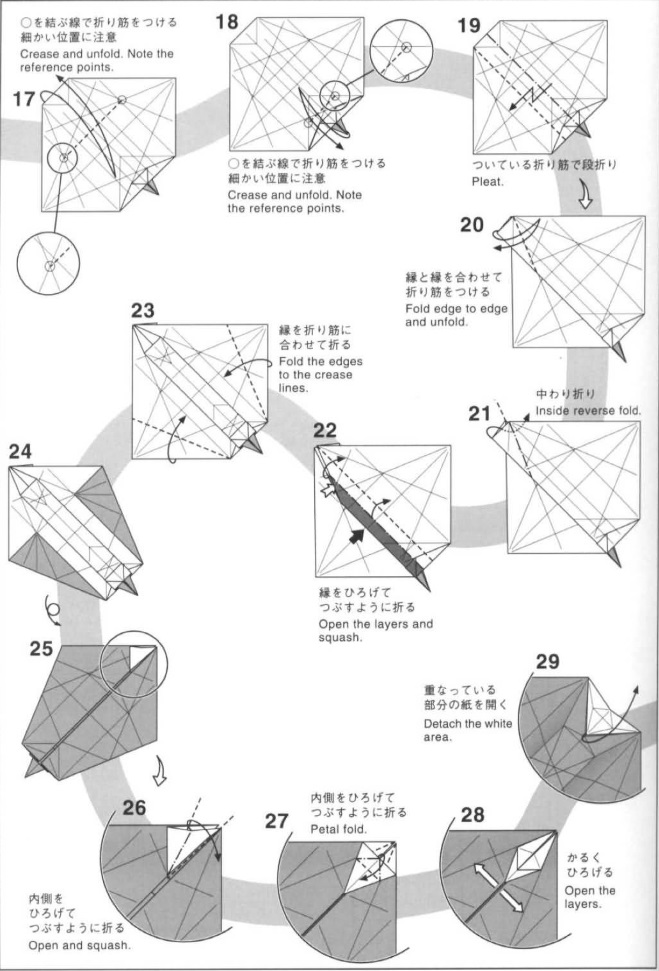 ○を結ぶ線で折り筋をつける
細かい位置に注意
Crease and unfold. Note the
reference points.
17
18
○を結ぶ線で折り筋をつける
細かい位置に注意
Crease and unfold. Note
the reference points.
19
ついている折り筋で段折り
Pleat.
20
縁と縁を合わせて
折り筋をつける
Fold edge to edge
and unfold.
21
中わり折り
Inside reverse fold.
22
縁をひろげて
つぶすように折る
Open the layers and
squash.
23
縁を折り筋に
合わせて折る
Fold the edges
to the crease
lines.
24
25
26
内側を
ひろげて
つぶすように折る
Open and squash.
27
内側をひろげて
つぶすように折る
Petal fold.
28
かるく
ひろげる
Open the
layers.
29
重なっている
部分の紙を開く
Detach the white
area.